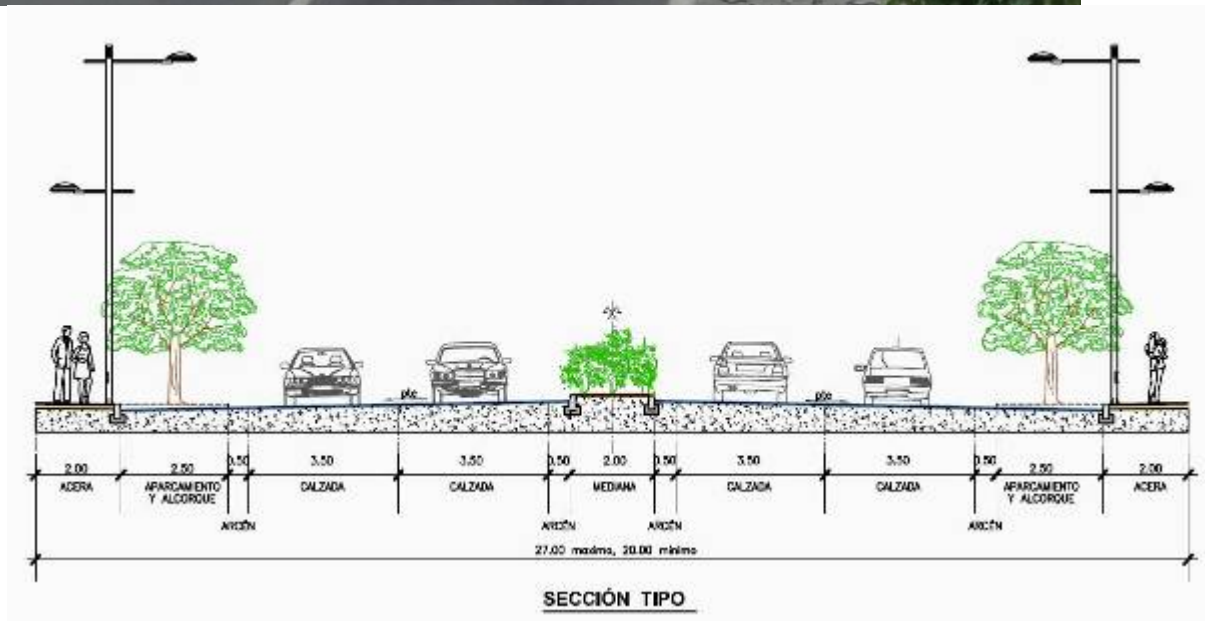 pte pte
2.00 2.50 0.50 3.50 3.50 0.50 2.00 0.50 3.50 3.50 0.50 2.50 2.00
ACERA APARCAMIENTO CALZADA CALZADA MEDIANA CALZADA CALZADA APARCAMIENTO ACERA
Y ALCORQUE Y ALCORQUE
ARCÉN ARCÉN ARCÉN ARCÉN
27.00 maximo, 20.00 minimo
SECCIÓN TIPO